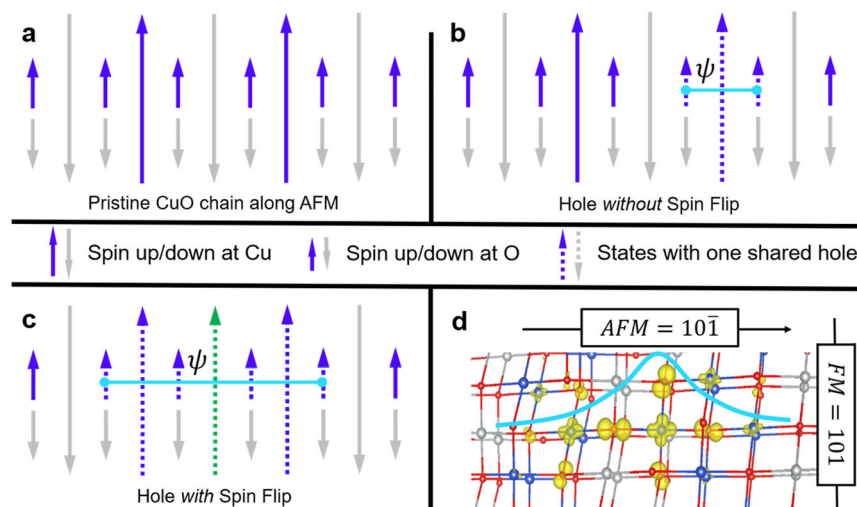 a
b
ψ
Pristine CuO chain along AFM
Hole without Spin Flip
Spin up/down at Cu
Spin up/down at O
States with one shared hole
c
d
ψ
AFM = 101̄
FM = 101
Hole with Spin Flip